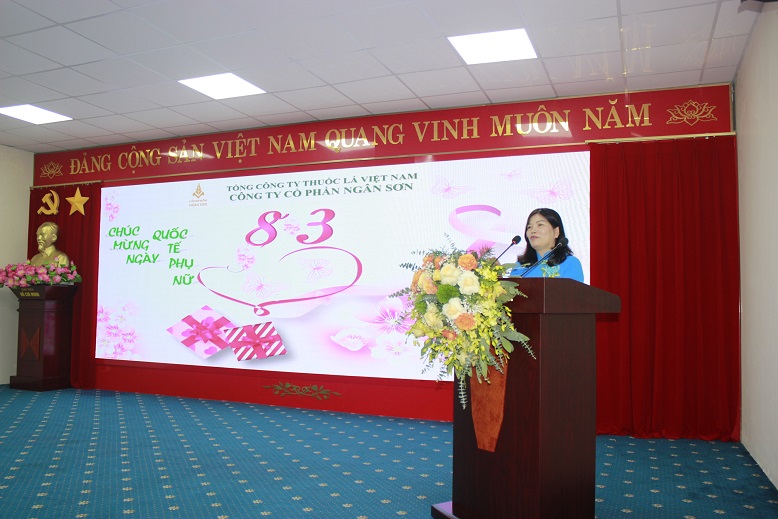 ĐẢNG CỘNG SẢN VIỆT NAM QUANG VINH MUÔN NĂM
TỔNG CÔNG TY THUỐC LÁ VIỆT NAM
CÔNG TY CỔ PHẦN NGÂN SƠN
8-3
CHÚC QUỐC
MỪNG TẾ
NGÀY PHỤ
NỮ